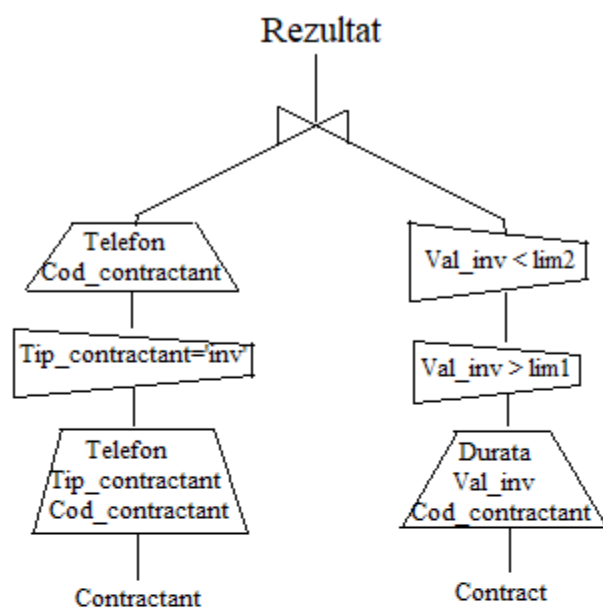 Rezultat
Telefon
Cod_contractant
Val_inv < lim2
Tip_contractant='inv'
Val_inv > lim1
Telefon
Tip_contractant
Cod_contractant
Durata
Val_inv
Cod_contractant
Contractant
Contract